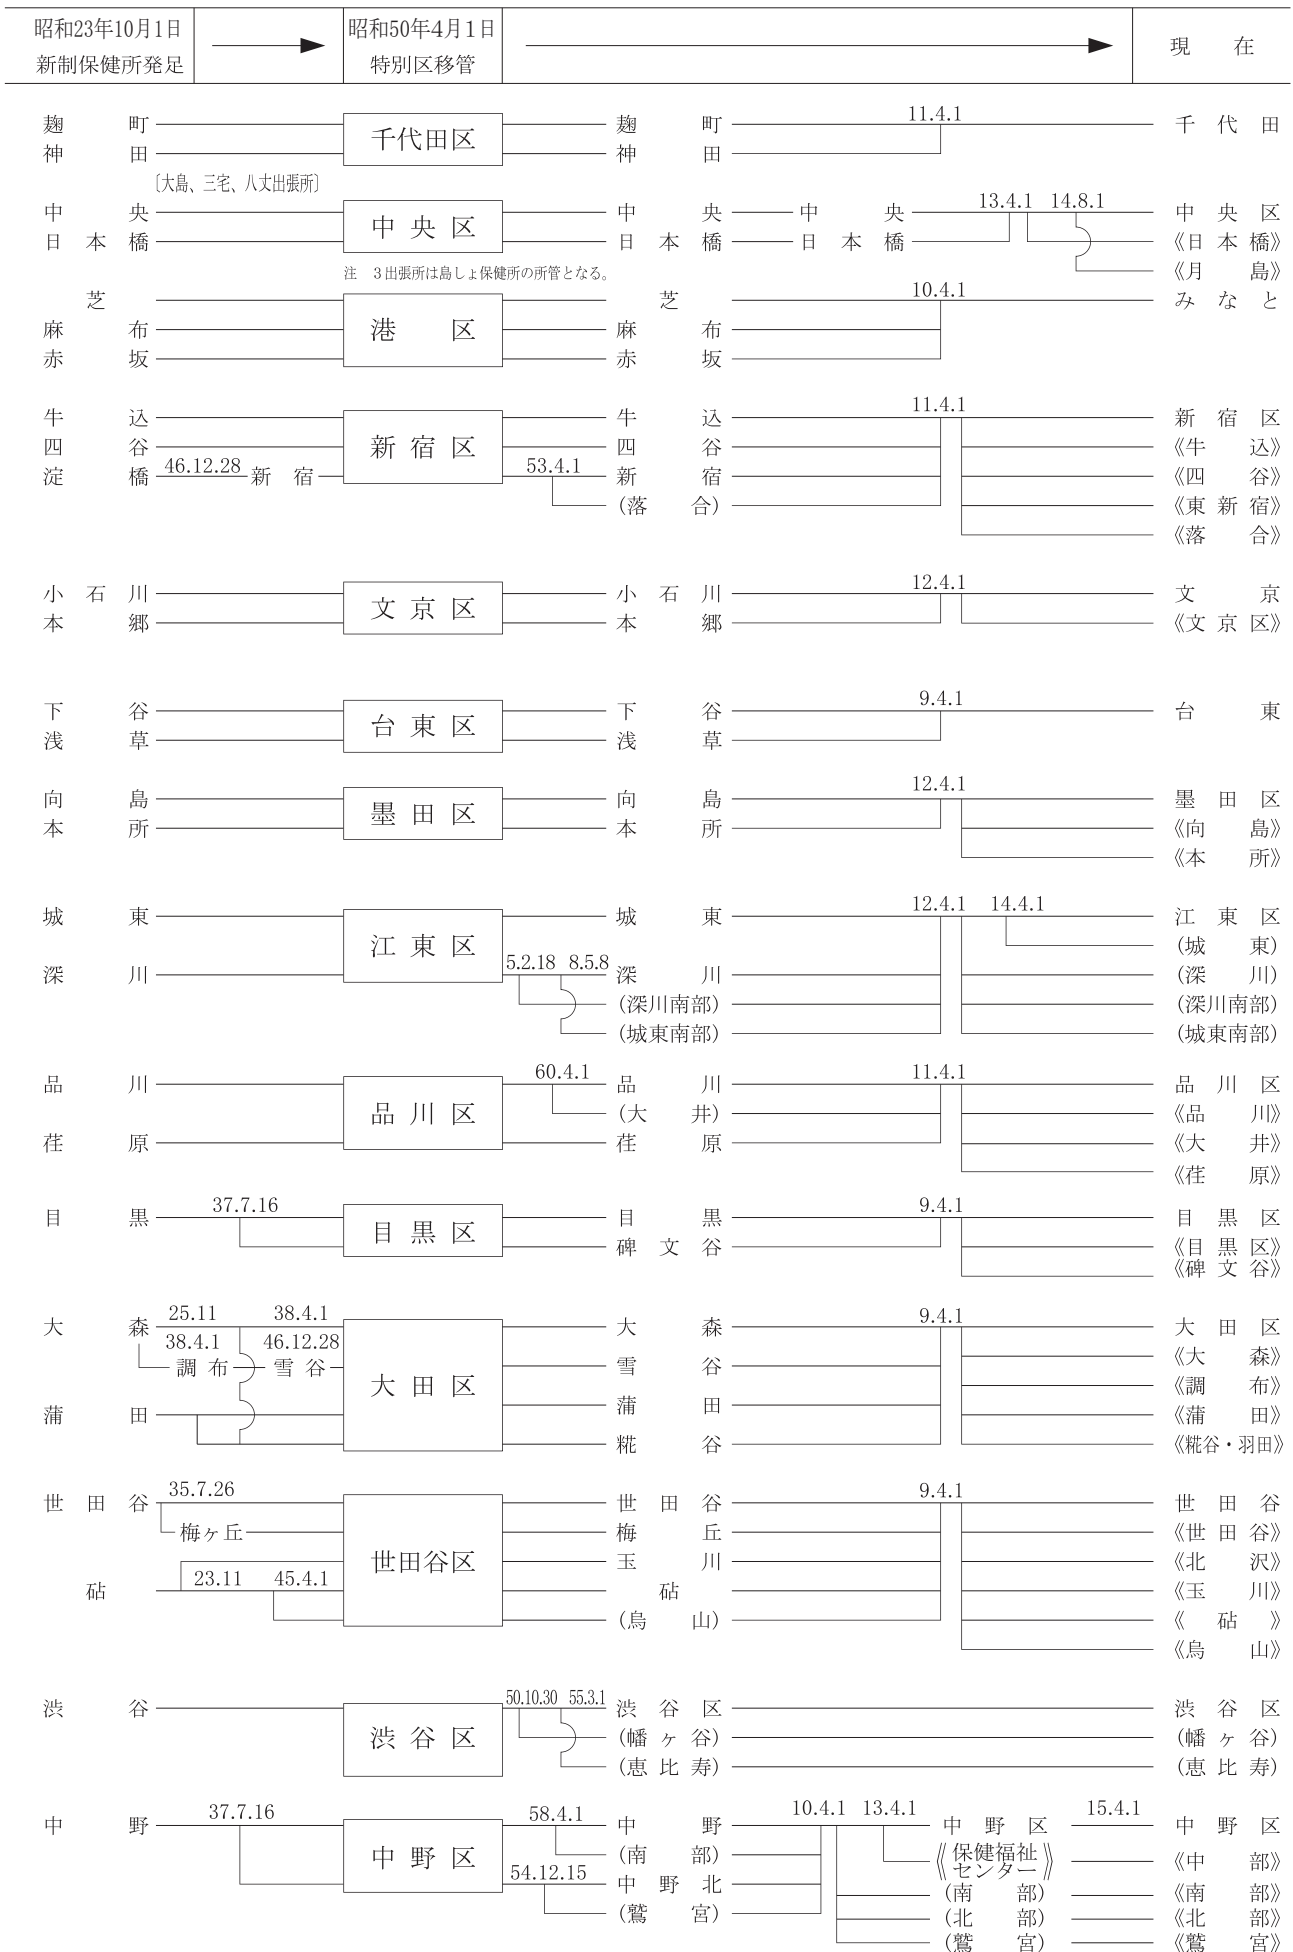 昭和23年10月1日 昭和50年4月1日 現在
新制保健所発足 特別区移管
11.4.1
麹町 千代田区 麹町 千代田
神田 神田
〔大島、三宅、八丈出張所〕
13.4.1 14.8.1
中央 中央区 中央 中央 中央区
日本橋 日本橋 日本橋 《日本橋》
注 3出張所は島しょ保健所の所管となる。 《月島》
10.4.1
芝 港区 芝 みなと
麻布 麻布
赤坂 赤坂
11.4.1
牛込 新宿区 牛込 新宿区
四谷 四谷 《牛込》
46.12.28 53.4.1
淀橋 新宿 新宿 《四谷》
(落合) 《東新宿》
《落合》
12.4.1
小石川 文京区 小石川 文京
本郷 本郷 《文京区》
9.4.1
下谷 台東区 下谷 台東
浅草 浅草
12.4.1
向島 墨田区 向島 墨田区
本所 本所 《向島》
《本所》
12.4.1 14.4.1
城東 江東区 城東 江東区
(城東)
5.2.18 8.5.8
深川 深川 (深川)
(深川南部) (深川南部)
(城東南部) (城東南部)
60.4.1 11.4.1
品川 品川区 品川 品川区
(大井) 《品川》
荏原 荏原 《大井》
《荏原》
37.7.16 9.4.1
目黒 目黒区 目黒 目黒区
碑文谷 《目黒区》
《碑文谷》
25.11 38.4.1 9.4.1
大森 大田区 大森 大田区
38.4.1 46.12.28
《大森》
調布 雪谷 雪谷
《調布》
蒲田 蒲田 《蒲田》
糀谷 《糀谷・羽田》
35.7.26 9.4.1
世田谷 世田谷区 世田谷 世田谷
梅ヶ丘 梅丘 《世田谷》
玉川 《北沢》
23.11 45.4.1
砧 砧 《玉川》
(烏山) 《砧》
《烏山》
50.10.30 55.3.1
渋谷 渋谷区 渋谷区 渋谷区
(幡ヶ谷) (幡ヶ谷)
(恵比寿) (恵比寿)
37.7.16 58.4.1 10.4.1 13.4.1 15.4.1
中野 中野区 中野 中野区 中野区
(南部) 《保健福祉
センター》 《中部》
54.12.15
中野北 (南部) 《南部》
(鷺宮) (北部) 《北部》
(鷺宮) 《鷺宮》